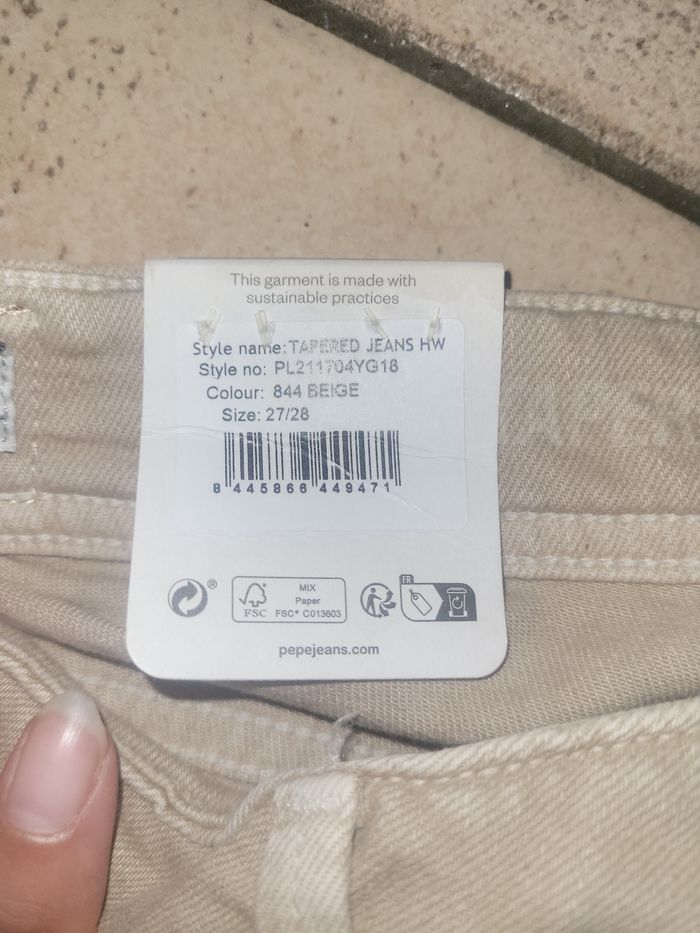 This garment is made with
sustainable practices
Style name:TAPERED JEANS HW
Style no: PL211704YG18
Colour: 844 BEIGE
Size: 27/28
8 445866 449471
®
MIX
Paper
FSC
FSC® C013603
FR
pepejeans.com